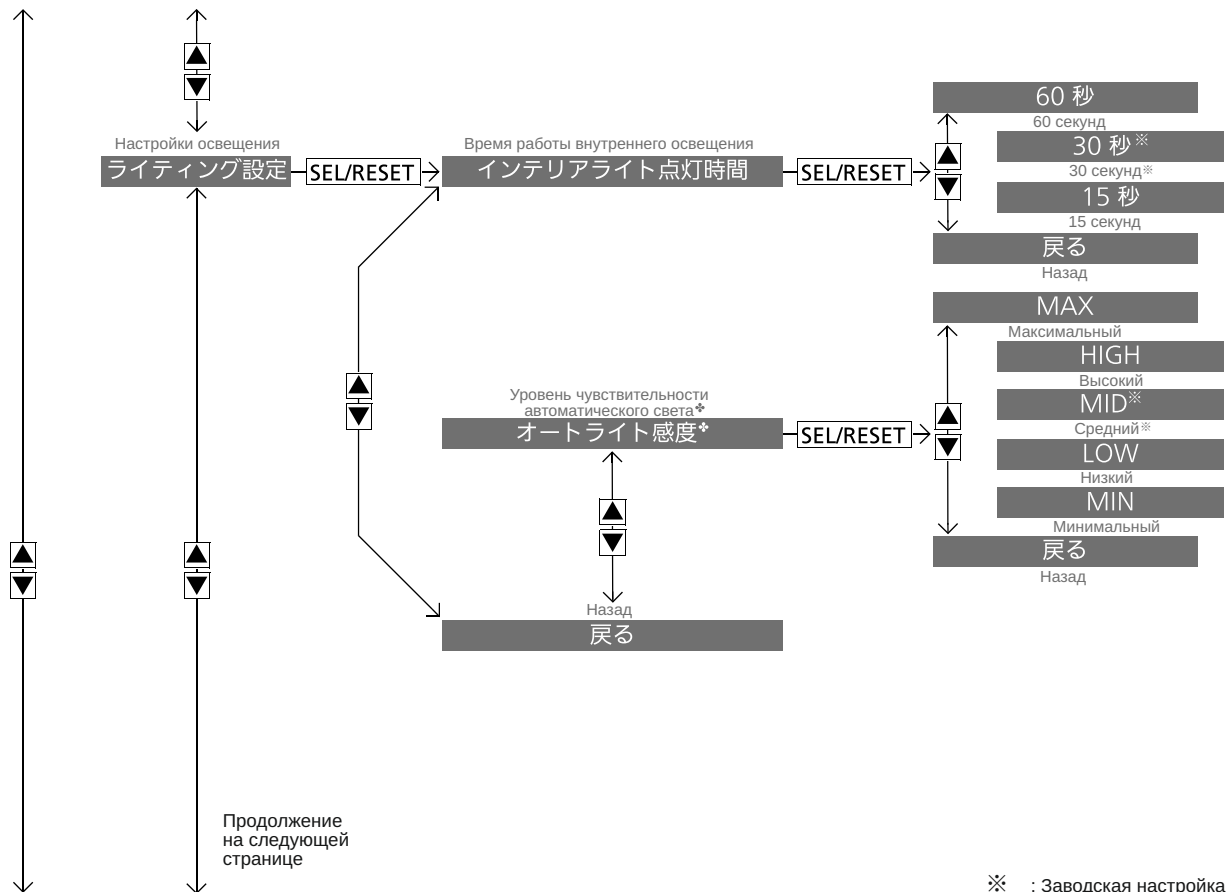 Настройки освещения
ライティング設定
SEL/RESET
Время работы внутреннего освещения
インテリアライト点灯時間
SEL/RESET
60 秒
60 секунд
30 秒※
30 секунд※
15 秒
15 секунд
戻る
Назад
Уровень чувствительности
автоматического света✤
オートライト感度✤
SEL/RESET
MAX
Максимальный
HIGH
Высокий
MID※
Средний※
LOW
Низкий
MIN
Минимальный
戻る
Назад
Назад
戻る
Продолжение
на следующей
странице
※ : Заводская настройка